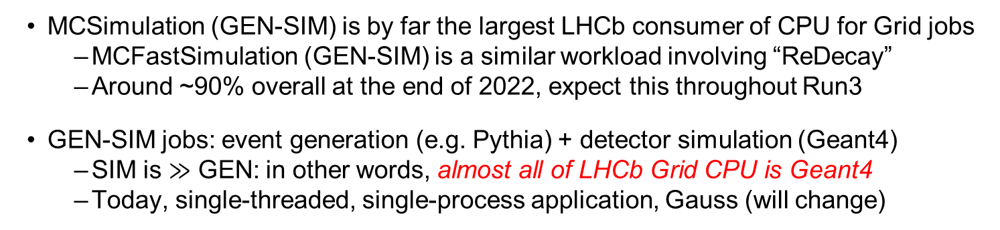 • MCSimulation (GEN-SIM) is by far the largest LHCb consumer of CPU for Grid jobs
–MCFastSimulation (GEN-SIM) is a similar workload involving “ReDecay”
–Around ~90% overall at the end of 2022, expect this throughout Run3
• GEN-SIM jobs: event generation (e.g. Pythia) + detector simulation (Geant4)
–SIM is ≫ GEN: in other words, almost all of LHCb Grid CPU is Geant4
–Today, single-threaded, single-process application, Gauss (will change)